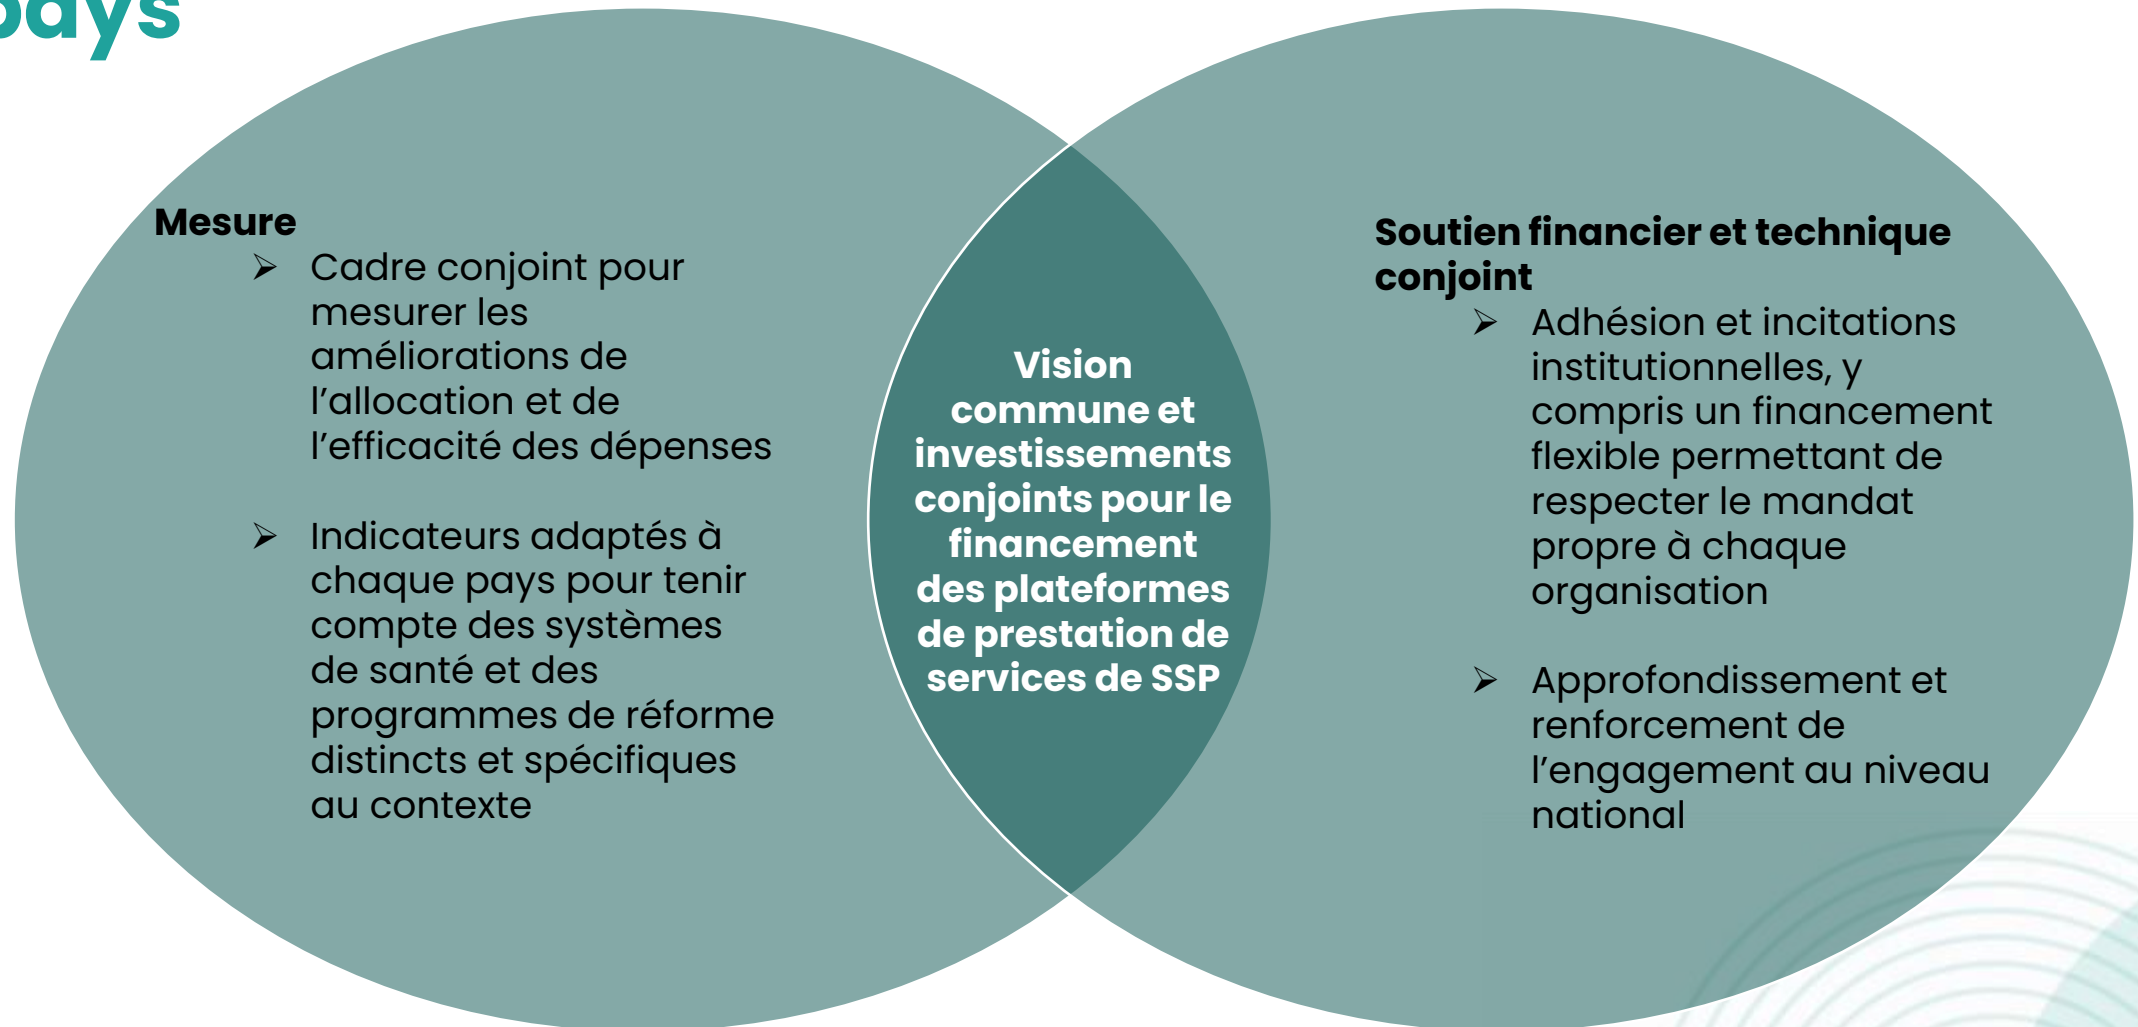 pays
Mesure
➢ Cadre conjoint pour
mesurer les
améliorations de
l’allocation et de
l’efficacité des dépenses
➢ Indicateurs adaptés à
chaque pays pour tenir
compte des systèmes
de santé et des
programmes de réforme
distincts et spécifiques
au contexte
Vision
commune et
investissements
conjoints pour le
financement
des plateformes
de prestation de
services de SSP
Soutien financier et technique
conjoint
➢ Adhésion et incitations
institutionnelles, y
compris un financement
flexible permettant de
respecter le mandat
propre à chaque
organisation
➢ Approfondissement et
renforcement de
l’engagement au niveau
national